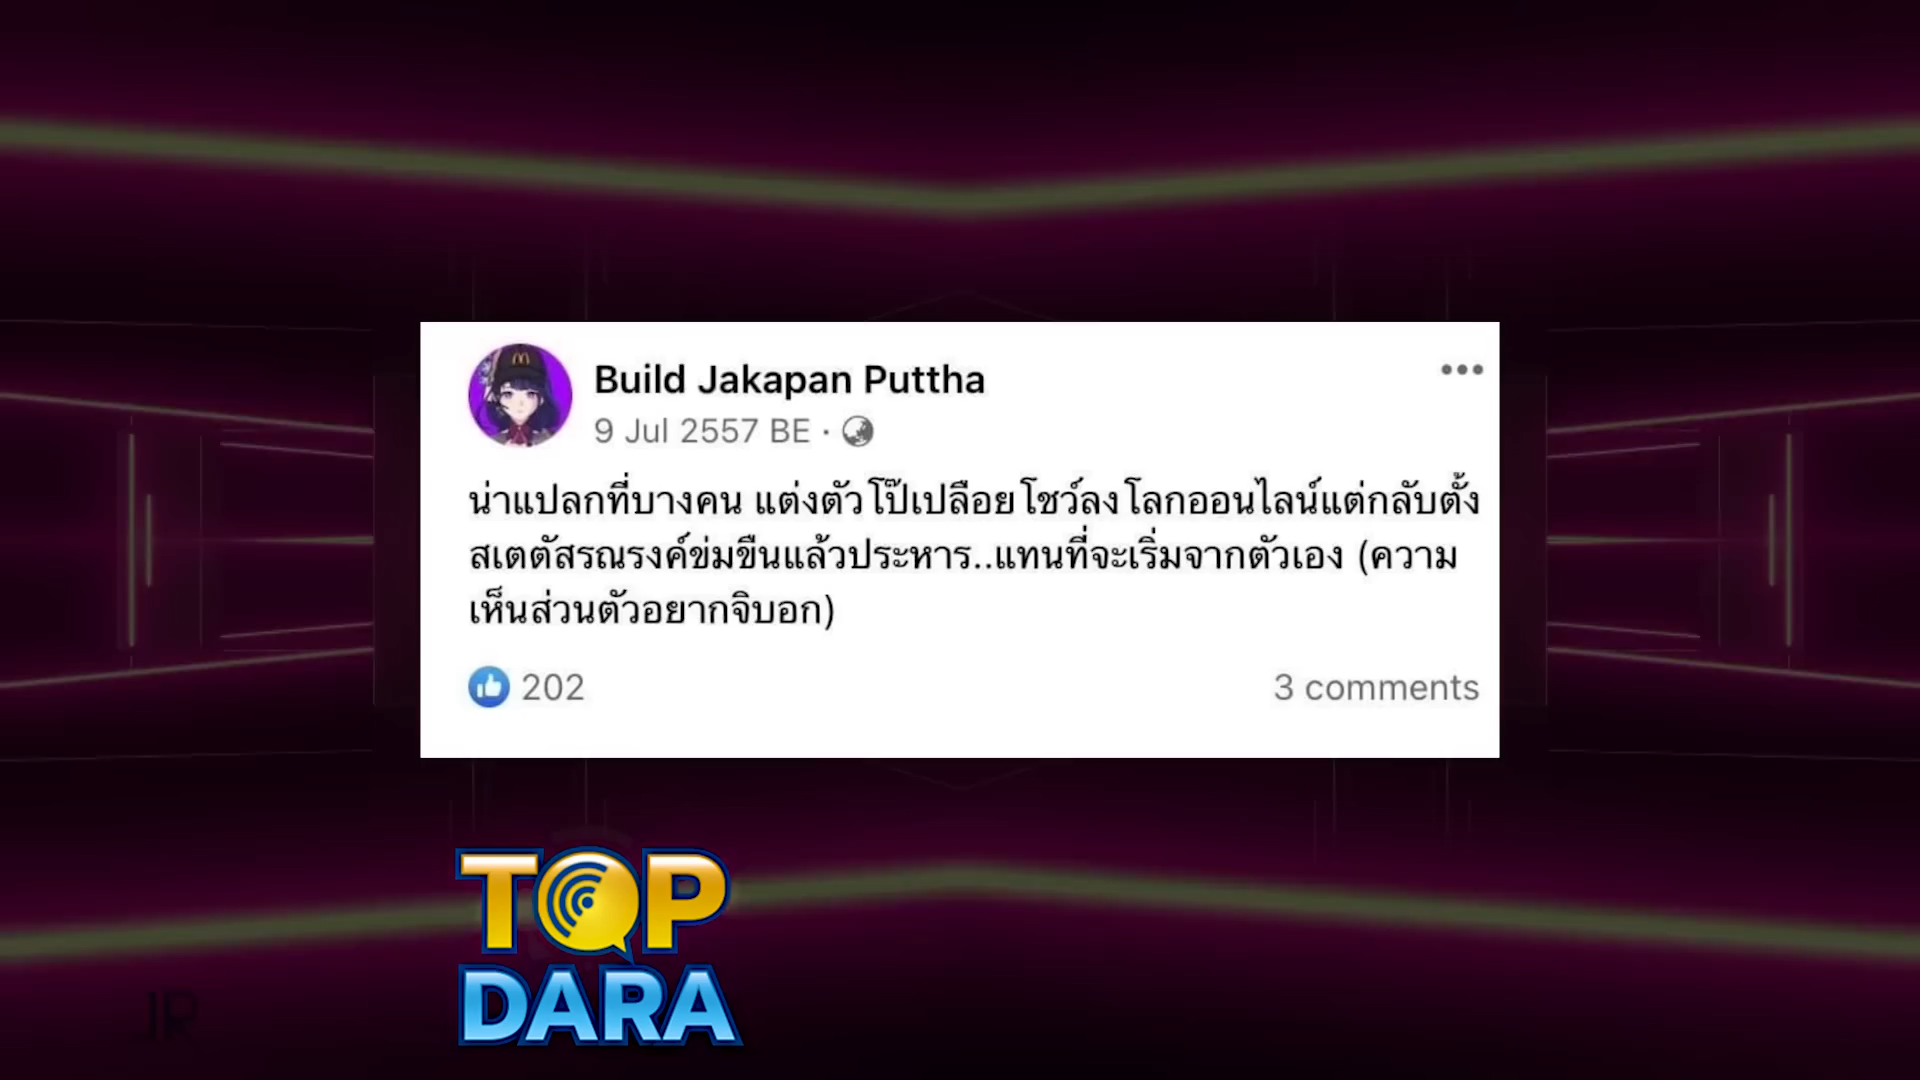 Build Jakapan Puttha
9 Jul 2557 BE ·
น่าแปลกที่บางคน แต่งตัวโป๊เปลือยโชว์ลงโลกออนไลน์แต่กลับตั้ง
สเตตัสรณรงค์ข่มขืนแล้วประหาร..แทนที่จะเริ่มจากตัวเอง (ความ
เห็นส่วนตัวอยากจิบอก)
202
3 comments
TOP
DARA